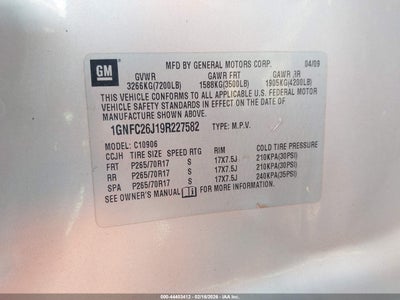 GM
MFD BY GENERAL MOTORS CORP. 04/09
GVWR GAWR FRT GAWR RR
3266KG(7200LB) 1588KG(3500LB) 1905KG(4200LB)
THIS VEHICLE CONFORMS TO ALL APPLICABLE U.S. FEDERAL MOTOR
VEHICLE SAFETY STANDARDS IN EFFECT ON THE DATE OF
MANUFACTURE SHOWN ABOVE.
1GNFC26J19R227582 TYPE: M.P.V.
MODEL: C10906
CCJH TIRE SIZE SPEED RTG RIM COLD TIRE PRESSURE
FRT P265/70R17 S 17X7.5J 210KPA(30PSI)
RR P265/70R17 S 17X7.5J 210KPA(30PSI)
SPA P265/70R17 S 17X7.5J 240KPA(35PSI)
SEE OWNER'S MANUAL FOR MORE INFORMATION.
000-44403413 - 02/16/2026 - IAA, Inc.